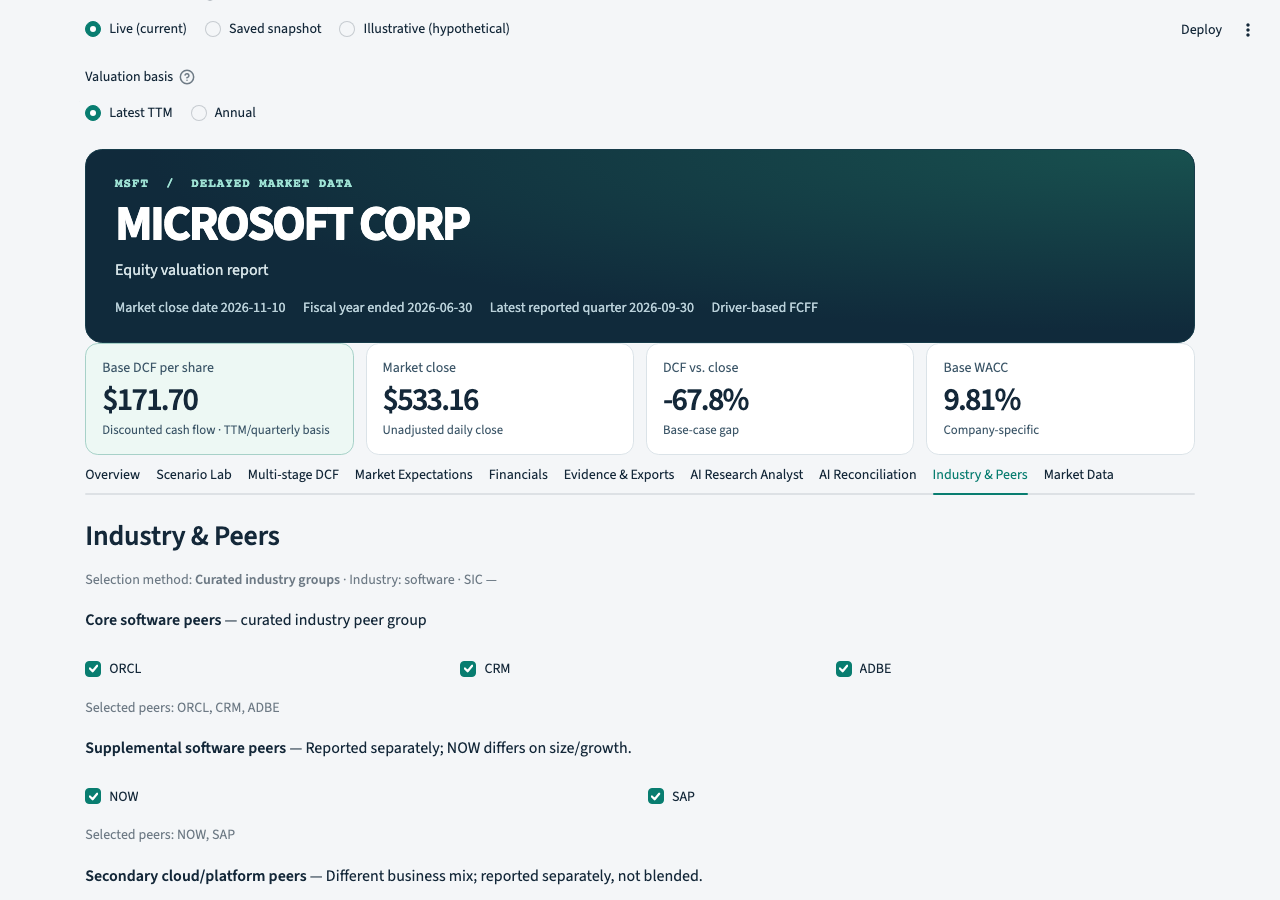 Live (current) Saved snapshot Illustrative (hypothetical)
Deploy
Valuation basis
Latest TTM Annual
MSFT / DELAYED MARKET DATA
MICROSOFT CORP
Equity valuation report
Market close date 2026-11-10 Fiscal year ended 2026-06-30 Latest reported quarter 2026-09-30 Driver-based FCFF
Base DCF per share
$171.70
Discounted cash flow · TTM/quarterly basis
Market close
$533.16
Unadjusted daily close
DCF vs. close
-67.8%
Base-case gap
Base WACC
9.81%
Company-specific
Overview Scenario Lab Multi-stage DCF Market Expectations Financials Evidence & Exports AI Research Analyst AI Reconciliation Industry & Peers Market Data
Industry & Peers
Selection method: Curated industry groups · Industry: software · SIC —
Core software peers — curated industry peer group
ORCL CRM ADBE
Selected peers: ORCL, CRM, ADBE
Supplemental software peers — Reported separately; NOW differs on size/growth.
NOW SAP
Selected peers: NOW, SAP
Secondary cloud/platform peers — Different business mix; reported separately, not blended.